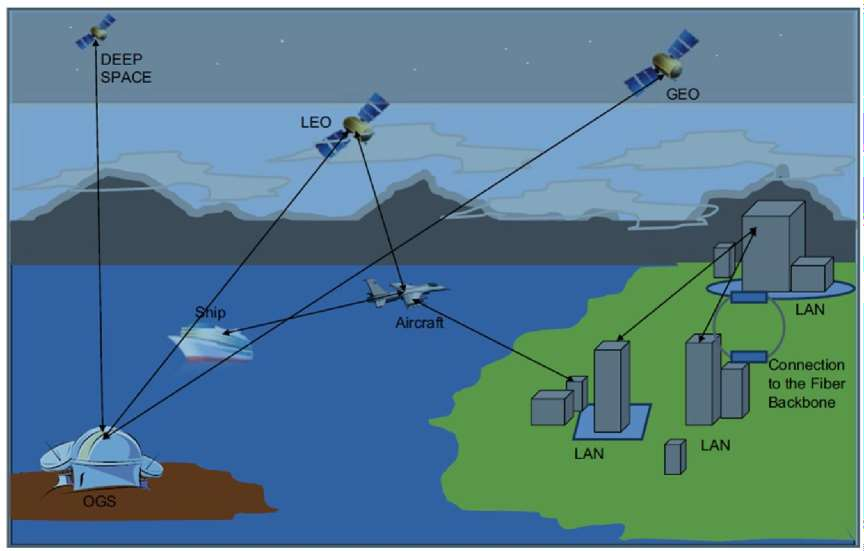 DEEP
SPACE
GEO
LEO
Ship
Aircraft
LAN
Connection
to the Fiber
Backbone
LAN
LAN
OGS